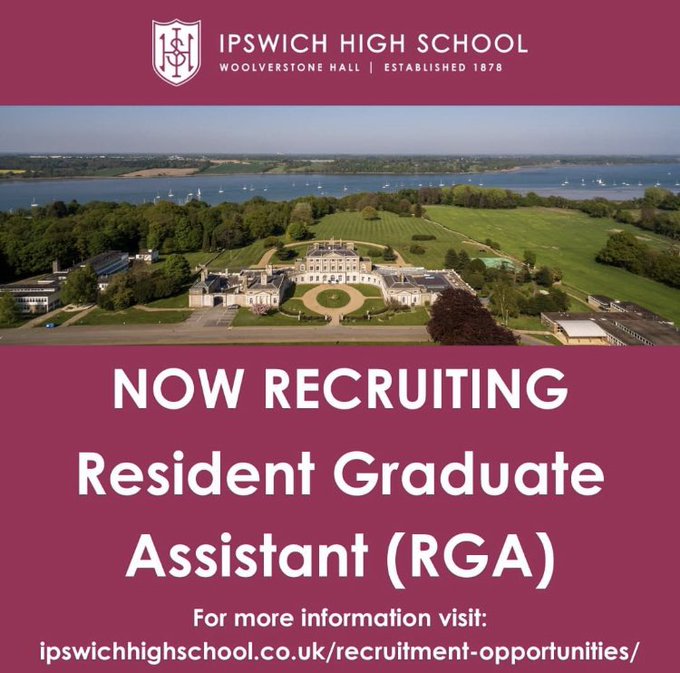 IPSWICH HIGH SCHOOL
WOOLVERSTONE HALL | ESTABLISHED 1878
NOW RECRUITING
Resident Graduate
Assistant (RGA)
For more information visit:
ipswichhighschool.co.uk/recruitment-opportunities/